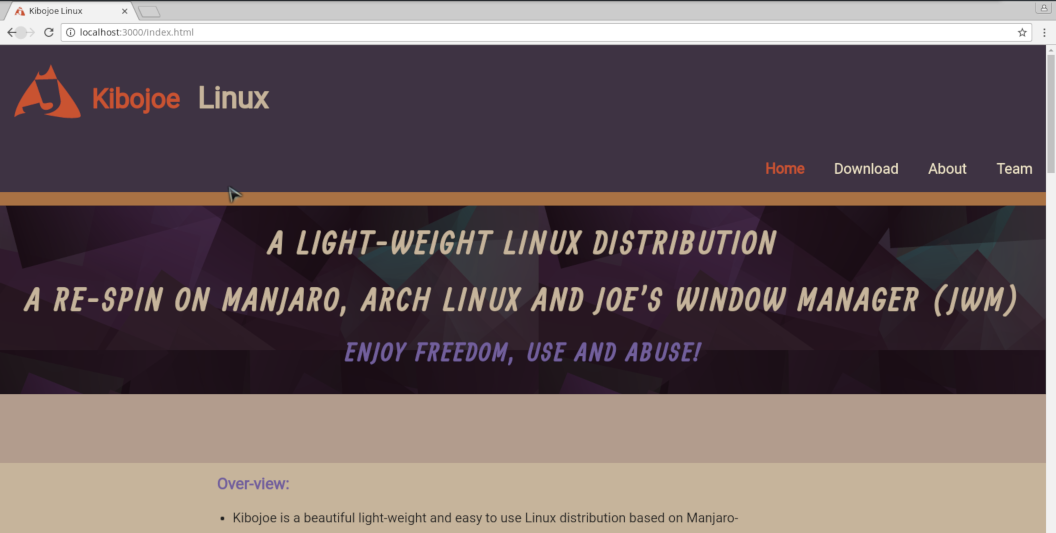 Kibojoe Linux
localhost:3000/index.html
Kibojoe Linux
Home Download About Team
A LIGHT-WEIGHT LINUX DISTRIBUTION
A RE-SPIN ON MANJARO, ARCH LINUX AND JOE'S WINDOW MANAGER (JWM)
ENJOY FREEDOM, USE AND ABUSE!
Over-view:
• Kibojoe is a beautiful light-weight and easy to use Linux distribution based on Manjaro-